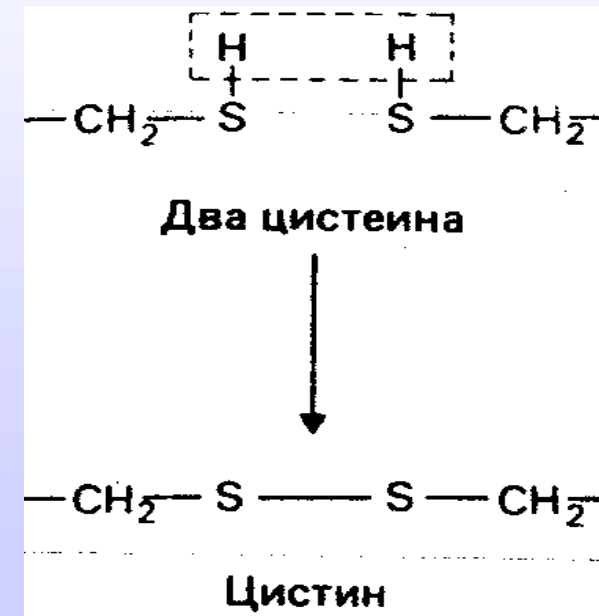 H H
—CH₂—S S—CH₂—
Два цистеина
—CH₂—S——S—CH₂—
Цистин